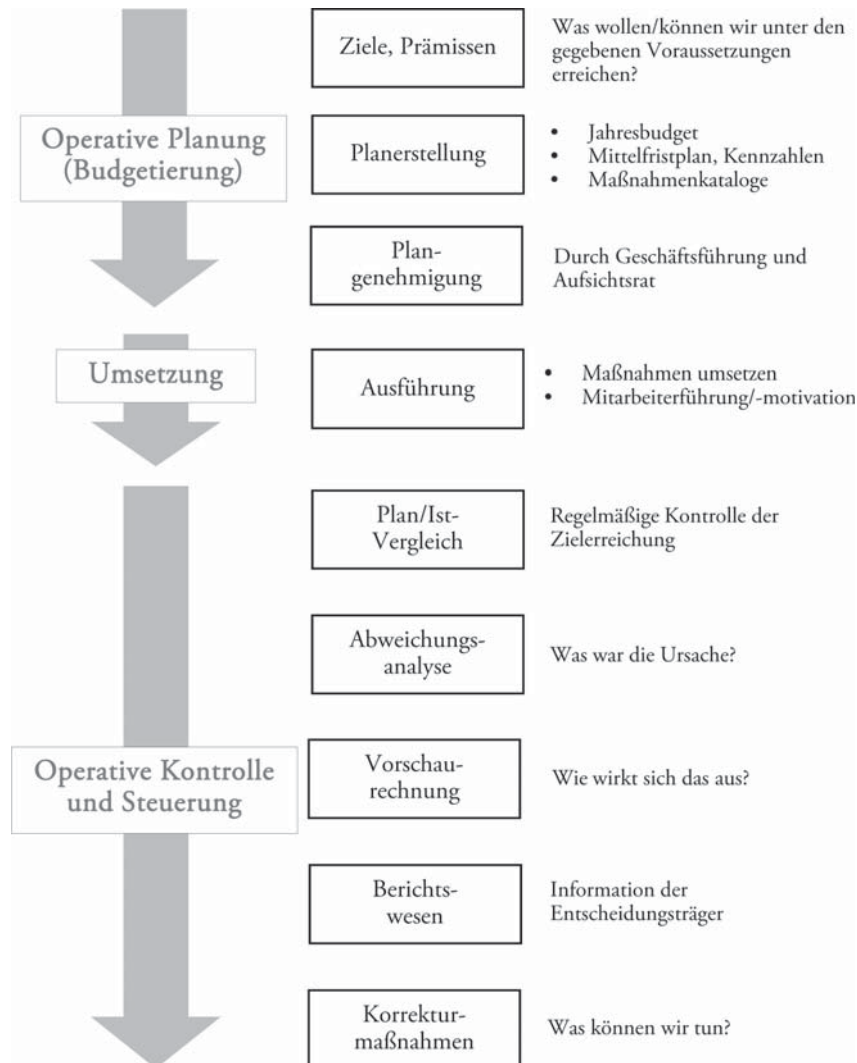 Ziele, Prämissen
Was wollen/können wir unter den
gegebenen Voraussetzungen
erreichen?
Operative Planung
(Budgetierung)
Planerstellung
• Jahresbudget
• Mittelfristplan, Kennzahlen
• Maßnahmenkataloge
Plan-
genehmigung
Durch Geschäftsführung und
Aufsichtsrat
Umsetzung
Ausführung
• Maßnahmen umsetzen
• Mitarbeiterführung/-motivation
Plan/Ist-
Vergleich
Regelmäßige Kontrolle der
Zielerreichung
Abweichungs-
analyse
Was war die Ursache?
Operative Kontrolle
und Steuerung
Vorschau-
rechnung
Wie wirkt sich das aus?
Berichts-
wesen
Information der
Entscheidungsträger
Korrektur-
maßnahmen
Was können wir tun?